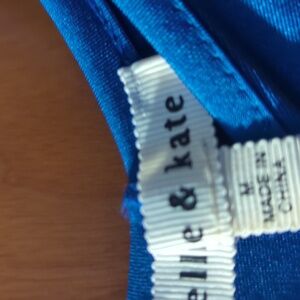 elle & kate
M
MADE IN
CHINA